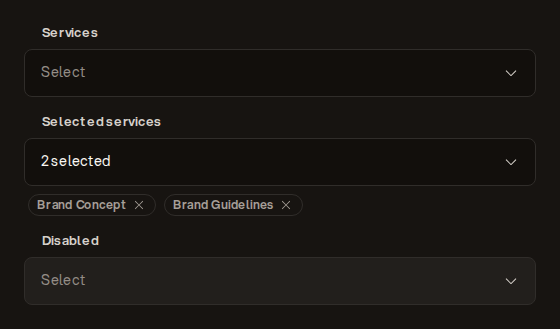 Services
Select
Selected services
2 selected
Brand Concept
Brand Guidelines
Disabled
Select